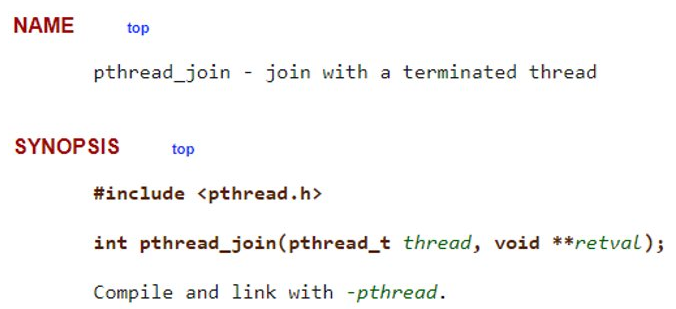 NAME top
pthread_join - join with a terminated thread
SYNOPSIS top
#include <pthread.h>
int pthread_join(pthread_t thread, void **retval);
Compile and link with -pthread.